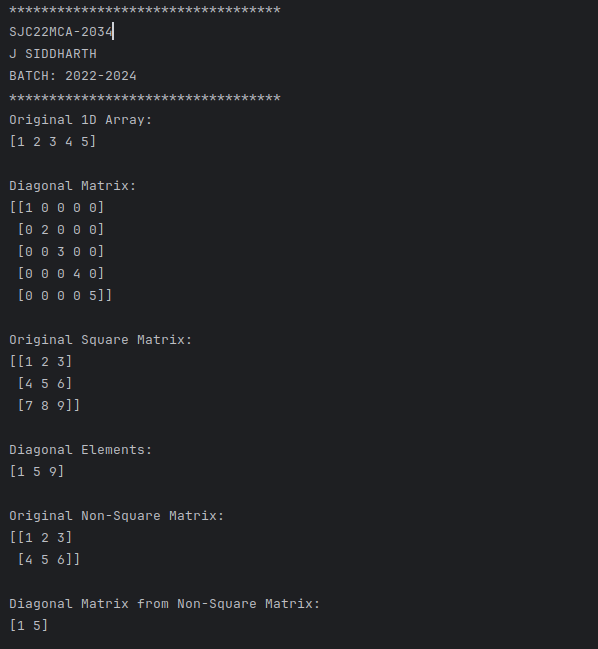 **********************************
SJC22MCA-2034
J SIDDHARTH
BATCH: 2022-2024
**********************************
Original 1D Array:
[1 2 3 4 5]
Diagonal Matrix:
[[1 0 0 0 0]
 [0 2 0 0 0]
 [0 0 3 0 0]
 [0 0 0 4 0]
 [0 0 0 0 5]]
Original Square Matrix:
[[1 2 3]
 [4 5 6]
 [7 8 9]]
Diagonal Elements:
[1 5 9]
Original Non-Square Matrix:
[[1 2 3]
 [4 5 6]]
Diagonal Matrix from Non-Square Matrix:
[1 5]